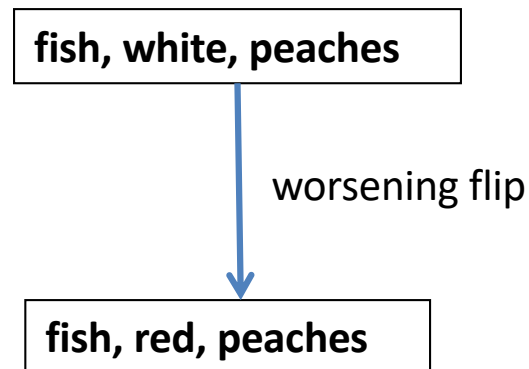 fish, white, peaches
worsening flip
fish, red, peaches